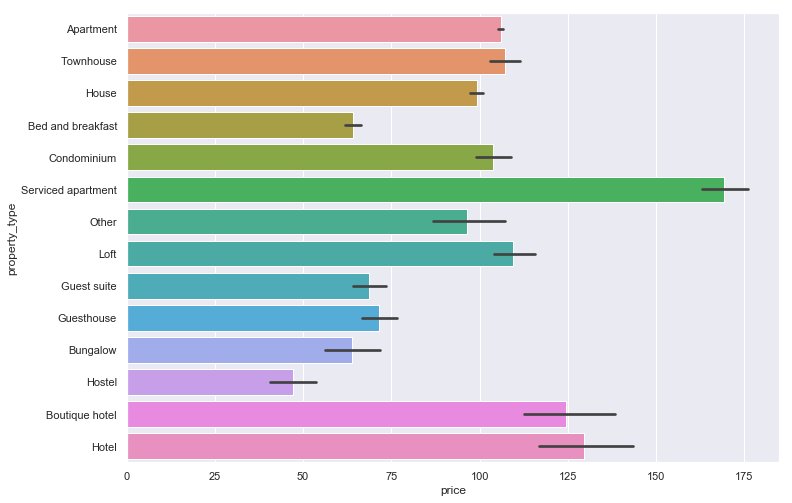 Apartment
Townhouse
House
Bed and breakfast
Condominium
Serviced apartment
Other
Loft
Guest suite
Guesthouse
Bungalow
Hostel
Boutique hotel
Hotel
property_type
0 25 50 75 100 125 150 175
price